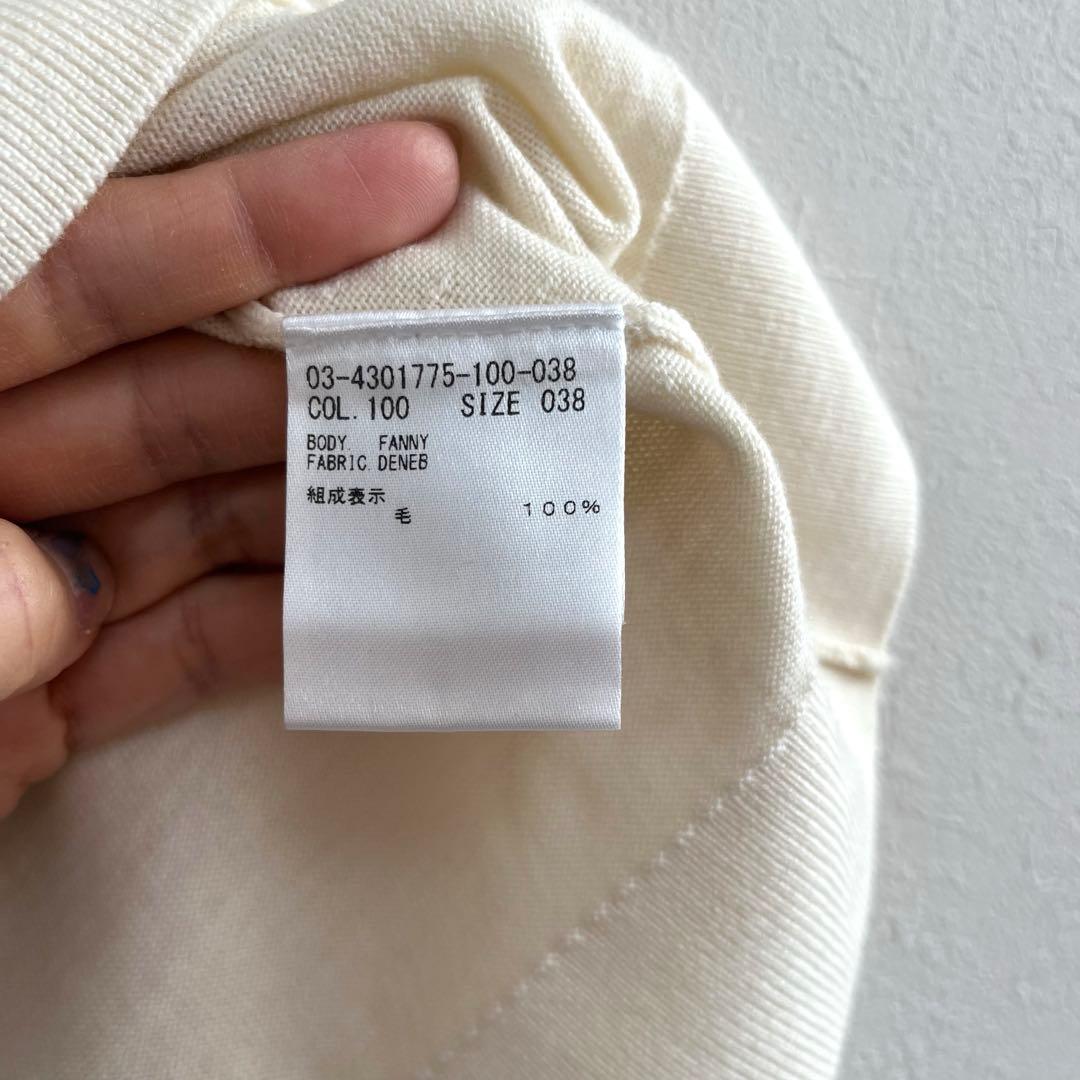 03-4301775-100-038
COL. 100 SIZE 038
BODY. FANNY
FABRIC. DENEB
組成表示
毛 100%